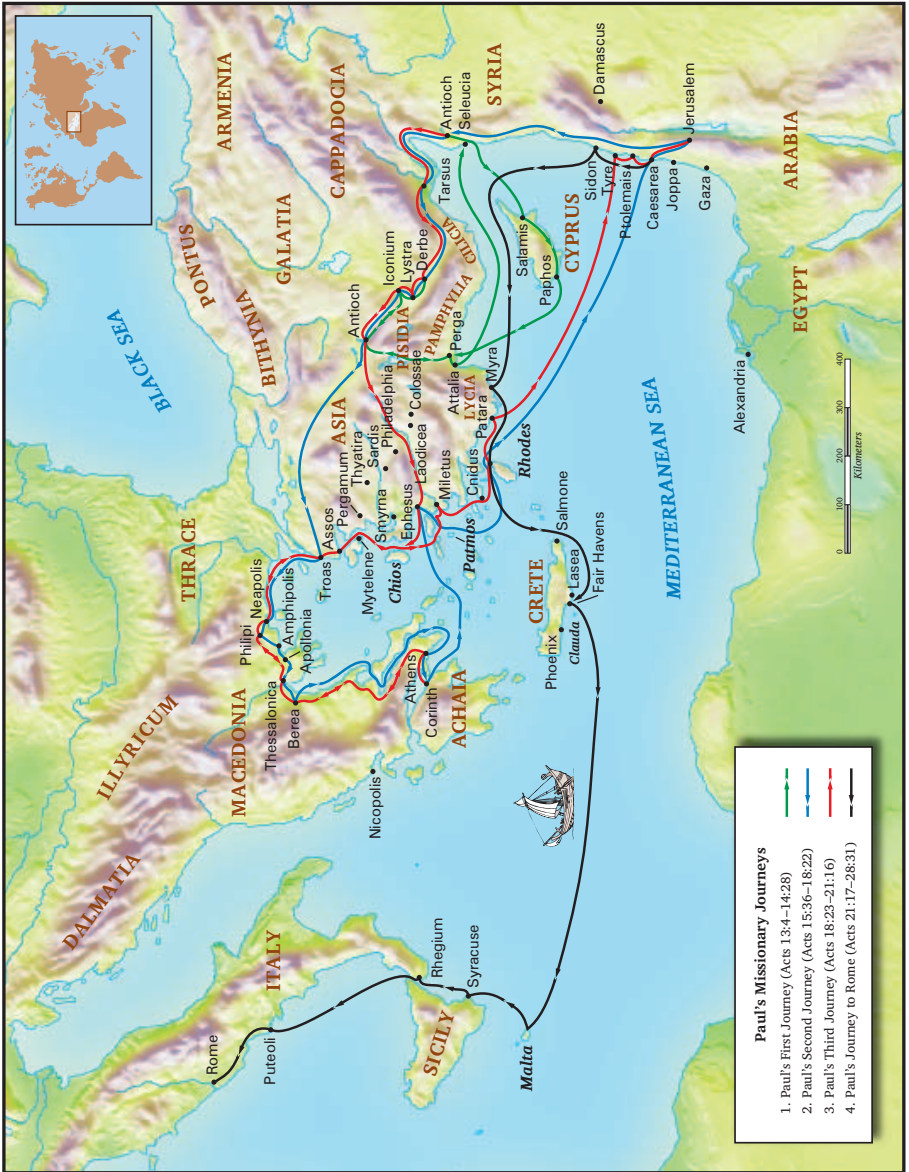 BLACK SEA
DALMATIA
ILLYRICUM
THRACE
PONTUS
ARMENIA
ITALY
Rome
Puteoli
MACEDONIA
Philipi
Neapolis
Amphipolis
Apollonia
Thessalonica
Berea
BITHYNIA
GALATIA
CAPPADOCIA
Nicopolis
Troas
Assos
Mytelene
Pergamum
Thyatira
Sardis
Smyrna
Philadelphia
ASIA
Antioch
Iconium
Lystra
Derbe
PISIDIA
CILICIA
Tarsus
Antioch
Seleucia
SYRIA
Chios
Ephesus
Laodicea
Colossae
PAMPHYLIA
Perga
Attalia
LYCIA
Athens
Corinth
ACHAIA
Miletus
Patmos
Cnidus
Patara
Myra
Rhodes
SICILY
Rhegium
Syracuse
Malta
CRETE
Salmone
Phoenix
Lasea
Clauda
Fair Havens
Salamis
Paphos
CYPRUS
Damascus
Sidon
Tyre
Ptolemais
Caesarea
Joppa
Jerusalem
Gaza
MEDITERRANEAN SEA
Alexandria
EGYPT
ARABIA
Paul's Missionary Journeys
1. Paul's First Journey (Acts 13:4–14:28)
2. Paul's Second Journey (Acts 15:36–18:22)
3. Paul's Third Journey (Acts 18:23–21:16)
4. Paul's Journey to Rome (Acts 21:17–28:31)
0 100 200 300 400
Kilometers